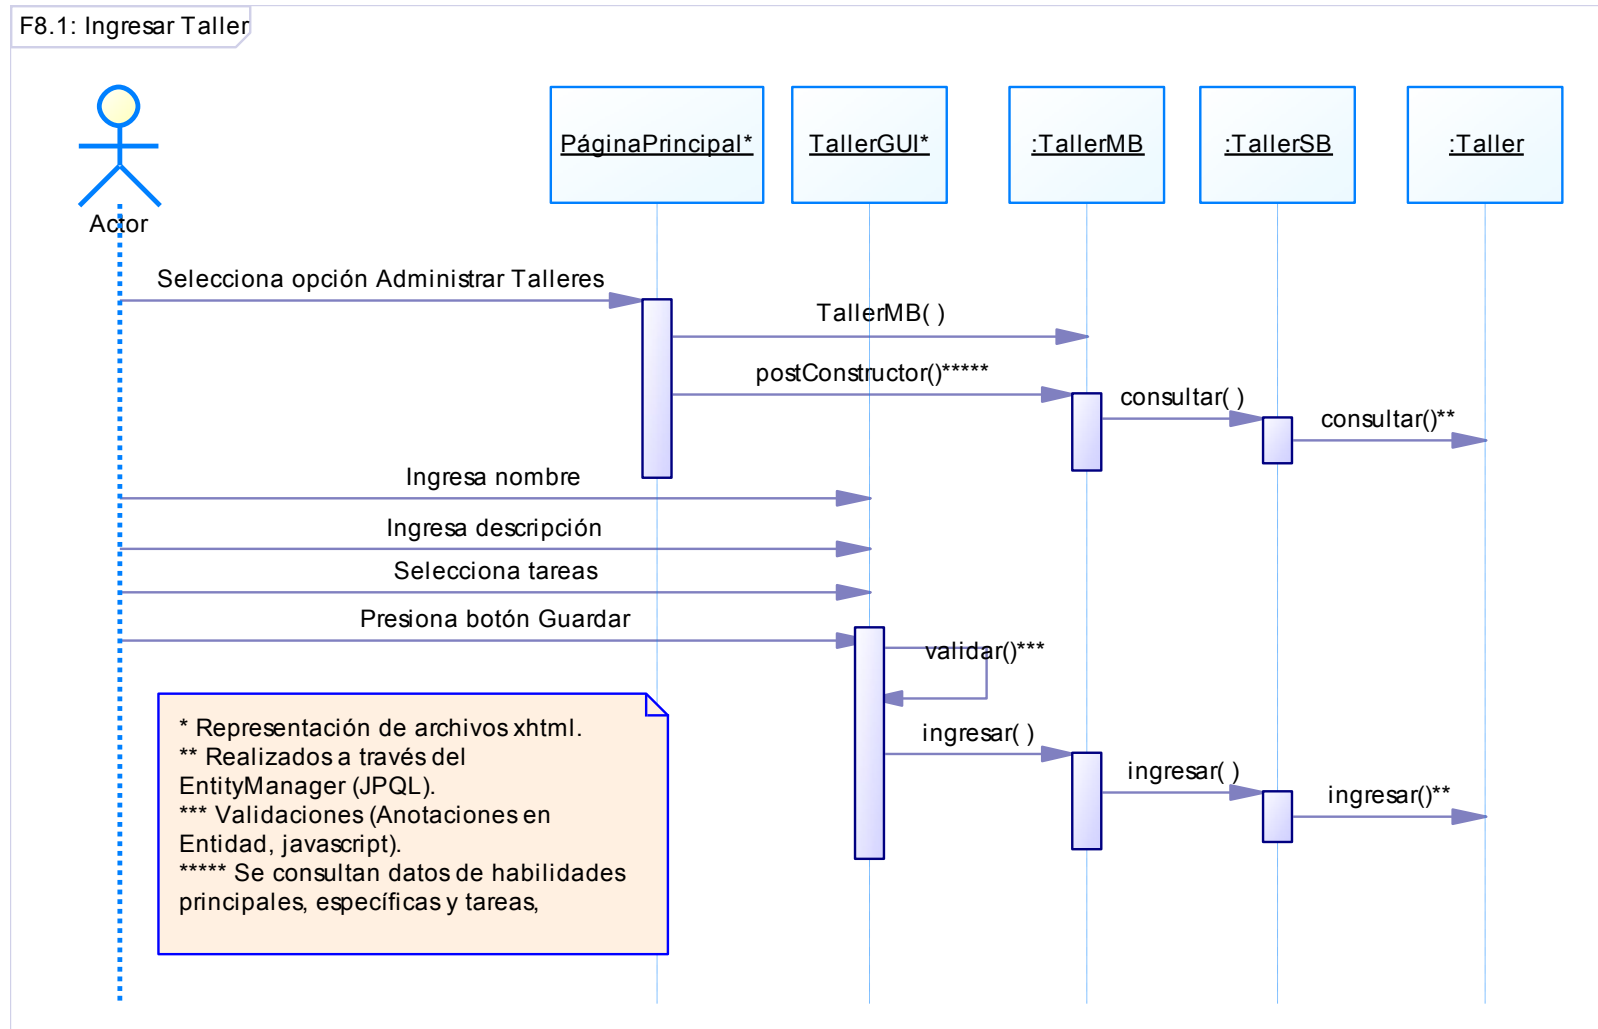 F8.1: Ingresar Taller
PáginaPrincipal*
TallerGUI*
:TallerMB
:TallerSB
:Taller
Actor
Selecciona opción Administrar Talleres
TallerMB( )
postConstructor()*****
consultar( )
consultar()**
Ingresa nombre
Ingresa descripción
Selecciona tareas
Presiona botón Guardar
validar()***
ingresar( )
ingresar( )
ingresar()**
* Representación de archivos xhtml.
** Realizados a través del
EntityManager (JPQL).
*** Validaciones (Anotaciones en
Entidad, javascript).
***** Se consultan datos de habilidades
principales, específicas y tareas,